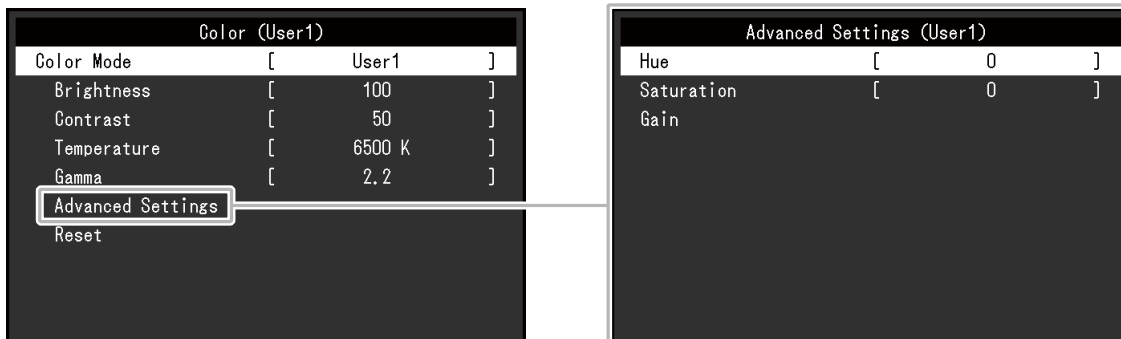 Color (User1)
Color Mode [ User1 ]
Brightness [ 100 ]
Contrast [ 50 ]
Temperature [ 6500 K ]
Gamma [ 2.2 ]
Advanced Settings
Reset
Advanced Settings (User1)
Hue [ 0 ]
Saturation [ 0 ]
Gain